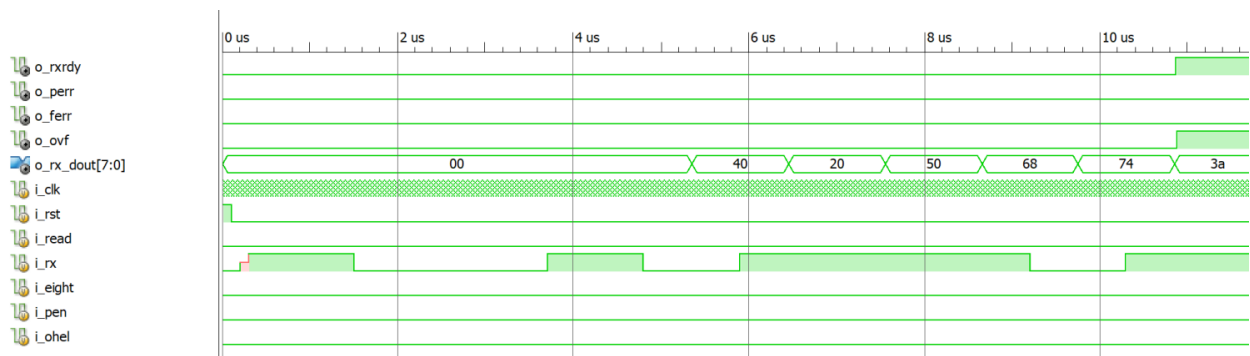 0 us 2 us 4 us 6 us 8 us 10 us
o_rxrdy
o_perr
o_ferr
o_ovf
o_rx_dout[7:0] 00 40 20 50 68 74 3a
i_clk
i_rst
i_read
i_rx
i_eight
i_pen
i_ohel